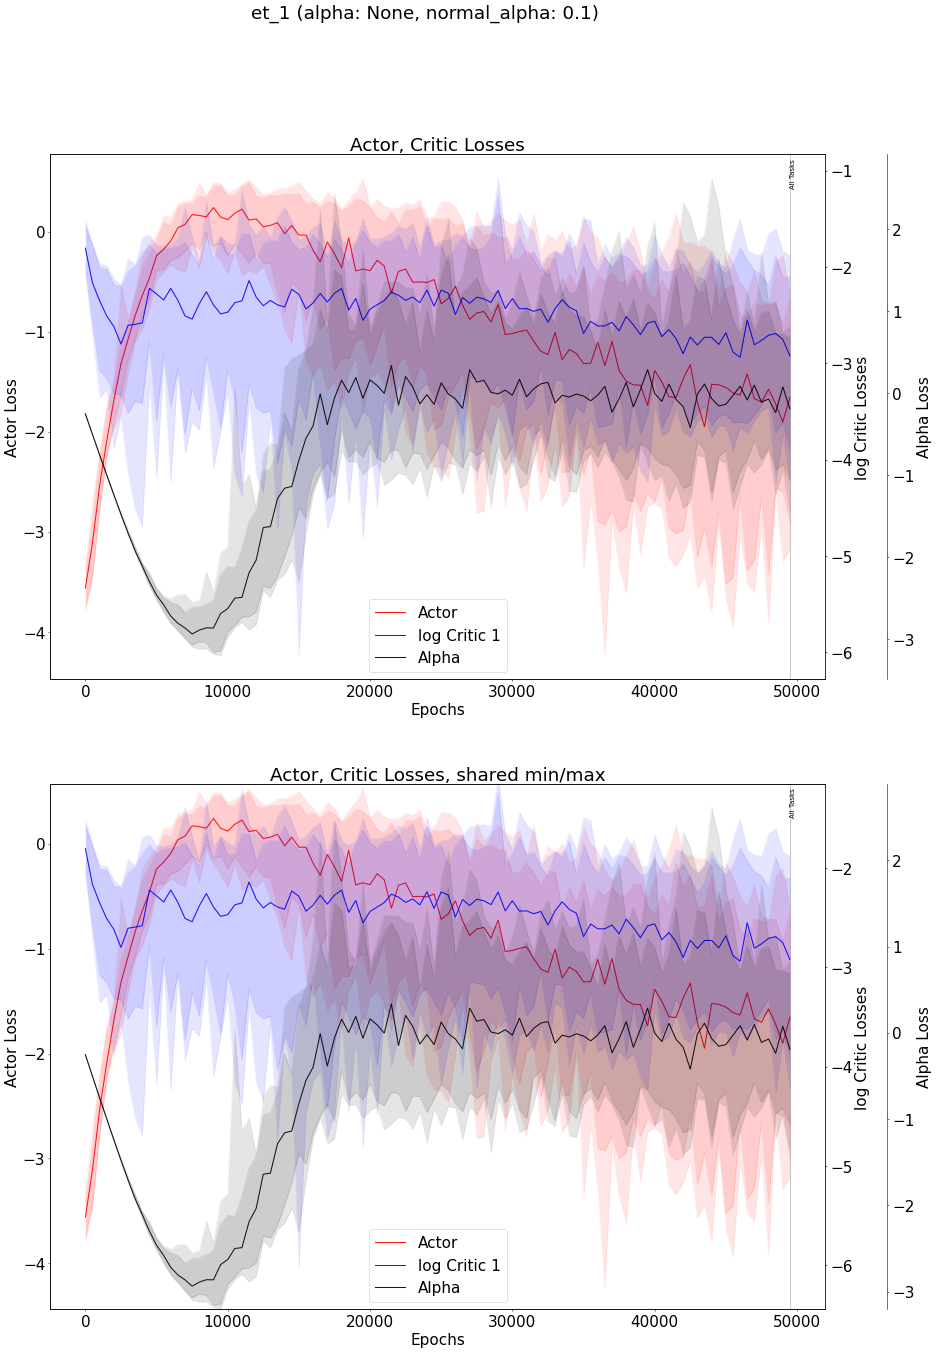 et_1 (alpha: None, normal_alpha: 0.1)
Actor, Critic Losses
All Tasks
0
−1
−2
−3
−4
Actor Loss
−1
−2
−3
−4
−5
−6
log Critic Losses
2
1
0
−1
−2
−3
Alpha Loss
Actor
log Critic 1
Alpha
0 10000 20000 30000 40000 50000
Epochs
Actor, Critic Losses, shared min/max
All Tasks
0
−1
−2
−3
−4
Actor Loss
−2
−3
−4
−5
−6
log Critic Losses
2
1
0
−1
−2
−3
Alpha Loss
Actor
log Critic 1
Alpha
0 10000 20000 30000 40000 50000
Epochs